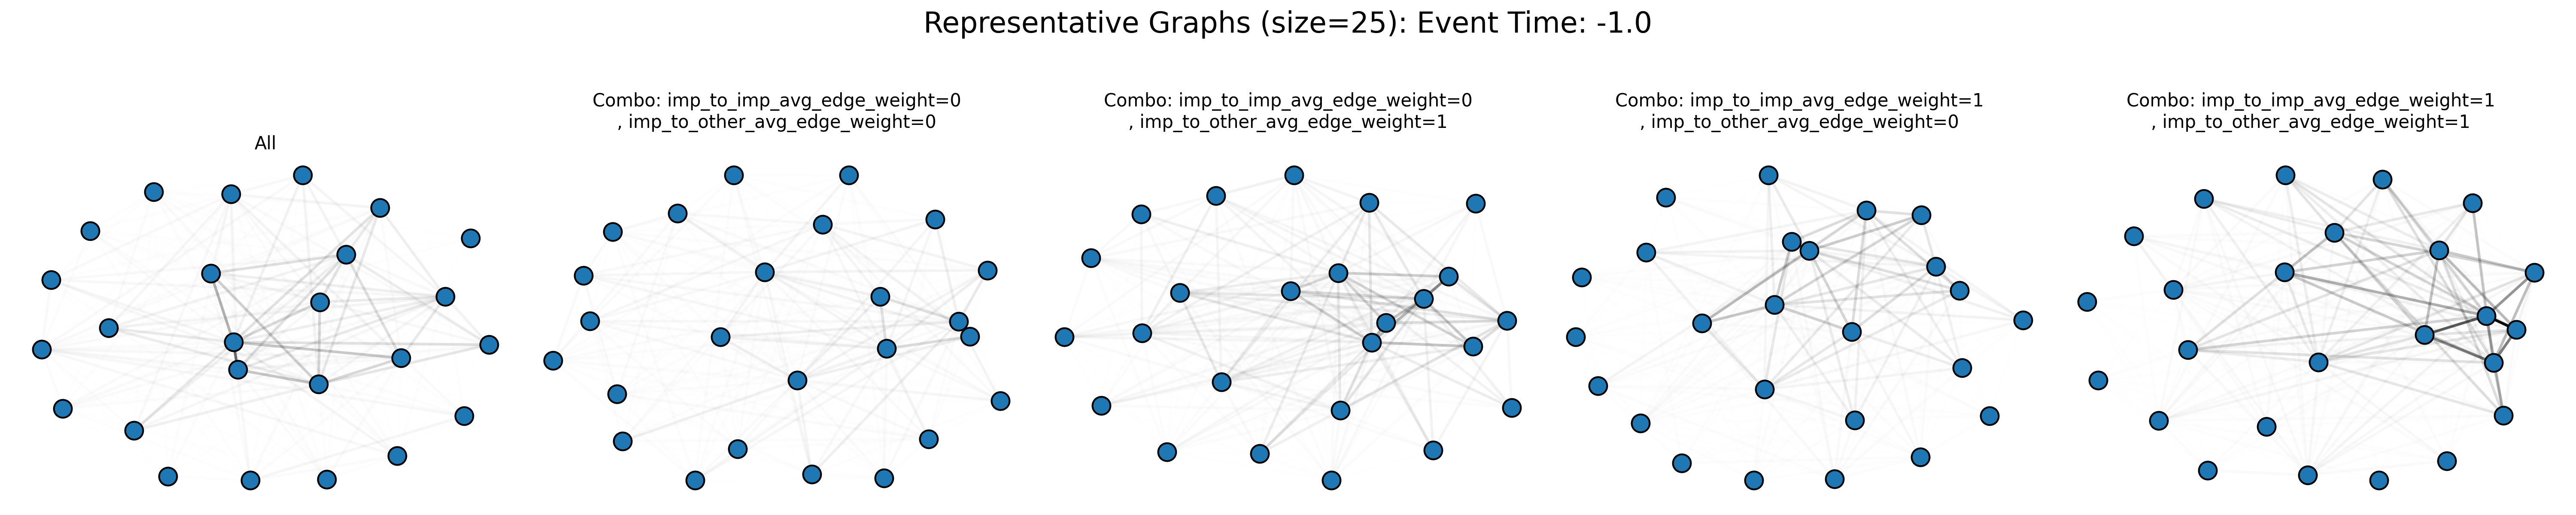 Representative Graphs (size=25): Event Time: -1.0
All
Combo: imp_to_imp_avg_edge_weight=0
, imp_to_other_avg_edge_weight=0
Combo: imp_to_imp_avg_edge_weight=0
, imp_to_other_avg_edge_weight=1
Combo: imp_to_imp_avg_edge_weight=1
, imp_to_other_avg_edge_weight=0
Combo: imp_to_imp_avg_edge_weight=1
, imp_to_other_avg_edge_weight=1